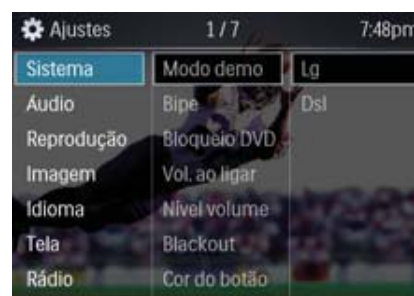 Ajustes 1/7 7:48pm
Sistema Modo demo Lg
Áudio Bipe Dsl
Reprodução Bloqueio DVD
Imagem Vol. ao ligar
Idioma Nível volume
Tela Blackout
Rádio Cor do botão